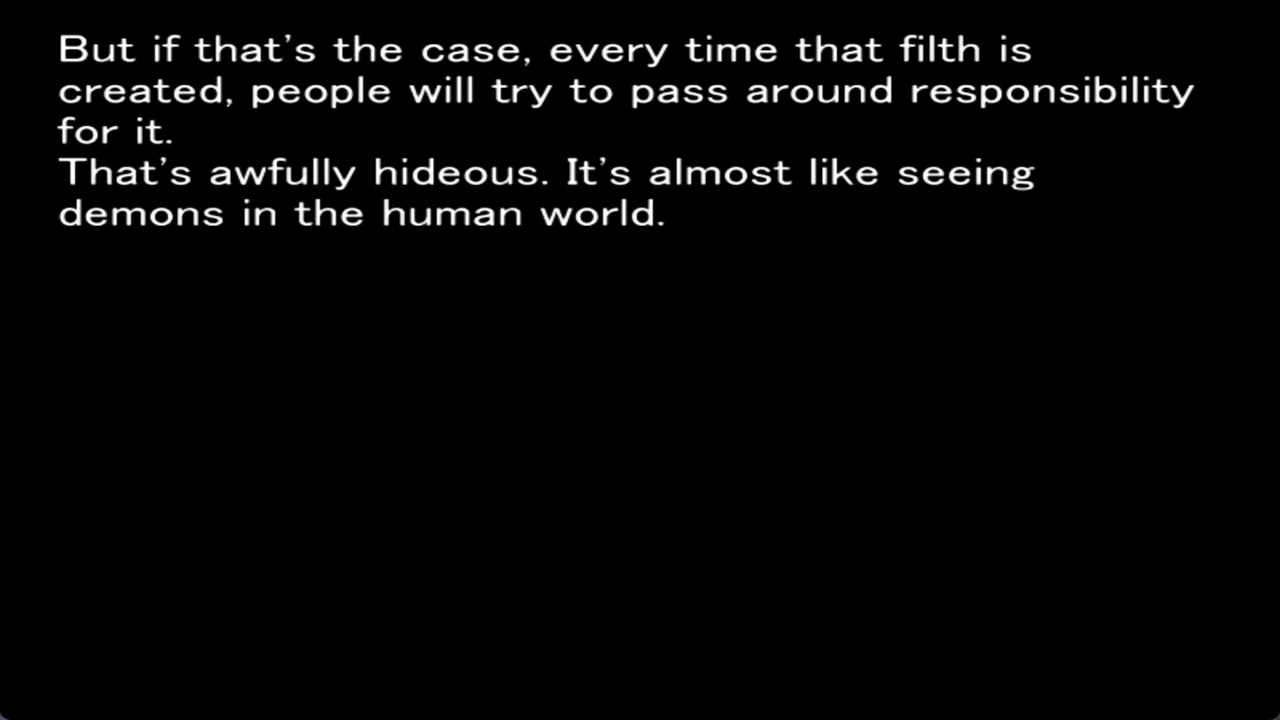 But if that's the case, every time that filth is
created, people will try to pass around responsibility
for it.
That's awfully hideous. It's almost like seeing
demons in the human world.